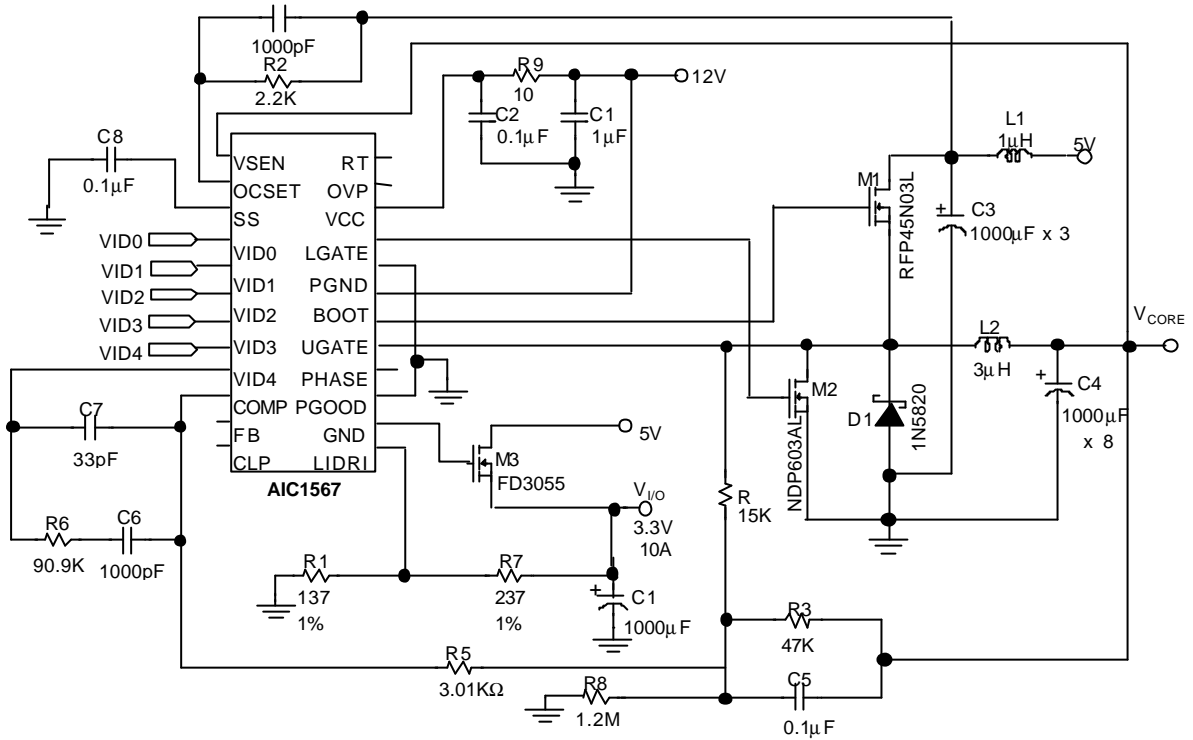 1000pF
R2
2.2K
R9
10
12V
C2
0.1µF
C1
1µF
L1
1µH
5V
C8
0.1µF
VSEN
OCSET
SS
VID0
VID1
VID2
VID3
VID4
COMP
FB
CLP
RT
OVP
VCC
LGATE
PGND
BOOT
UGATE
PHASE
PGOOD
GND
LIDRI
AIC1567
VID0
VID1
VID2
VID3
VID4
M1
RFP45N03L
+
C3
1000µF x 3
VCORE
L2
3µH
+
C4
1000µF
x 8
M2
NDP603AL
D1
1N5820
C7
33pF
R6
90.9K
C6
1000pF
5V
M3
FD3055
VI/O
3.3V
10A
R
15K
R1
137
1%
R7
237
1%
+
C1
1000µF
R3
47K
R5
3.01KΩ
R8
1.2M
C5
0.1µF